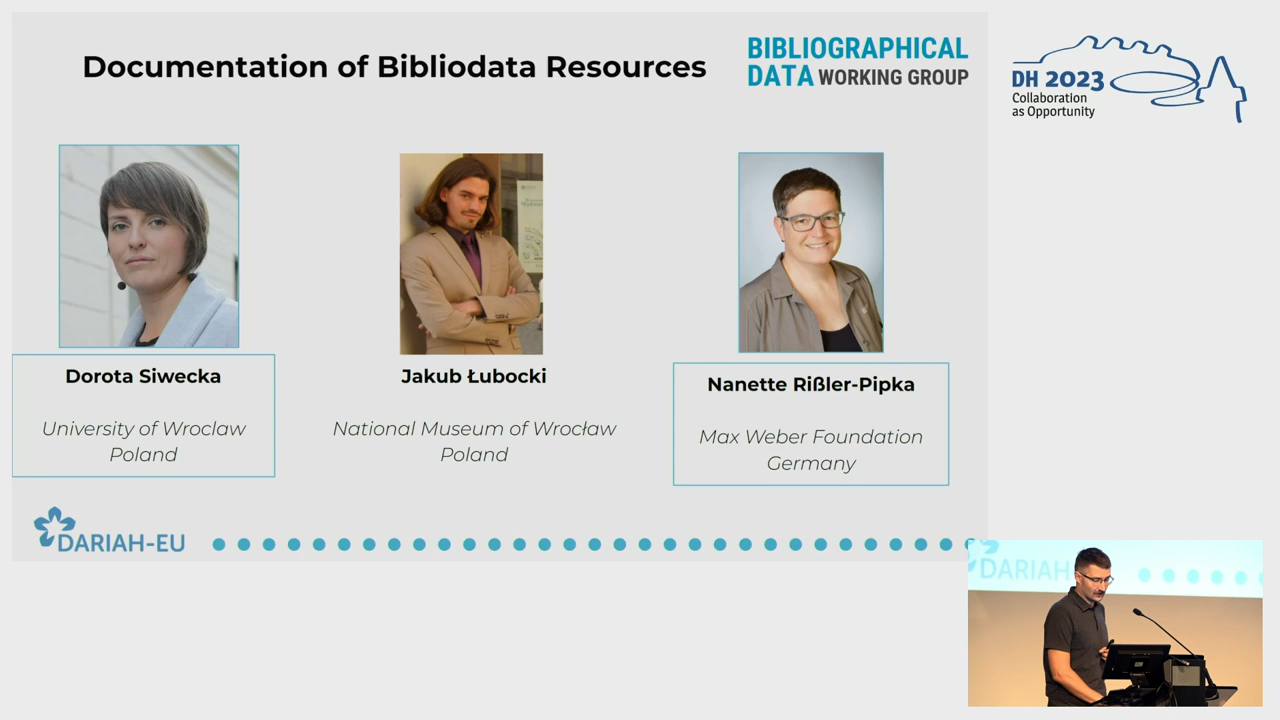 Documentation of Bibliodata Resources
BIBLIOGRAPHICAL
DATA WORKING GROUP
DH 2023
Collaboration
as Opportunity
Dorota Siwecka
University of Wroclaw
Poland
Jakub Łubocki
National Museum of Wrocław
Poland
Nanette Rißler-Pipka
Max Weber Foundation
Germany
DARIAH-EU
DARIAH